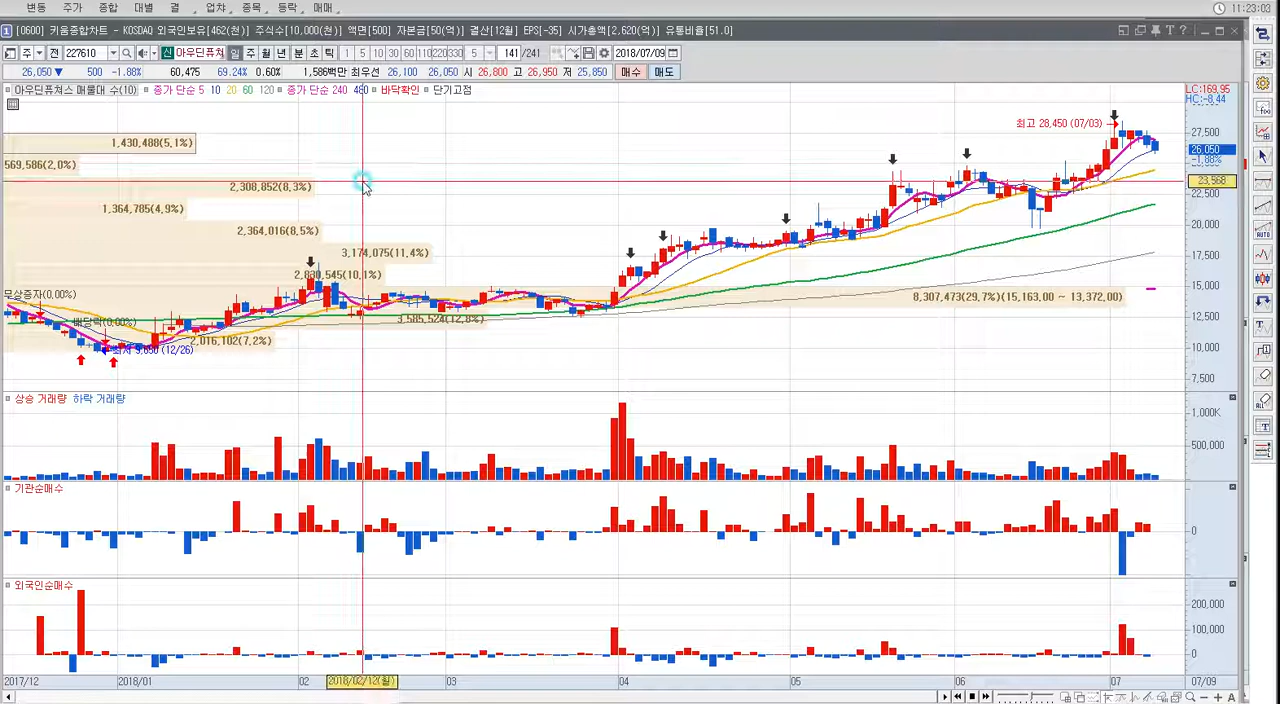 변동 주가 종합 대별 결 업챠 종목 등락 매매 11:23:03
1 [0600] 키움종합차트 - KOSDAQ 외국인보유[462(천)] 주식수[10,000(천)] 액면[500] 자본금[50(억)] 결산[12월] EPS[-35] 시가총액[2,620(억)] 유통비율[51.0]
주 전 227610 신 아우딘퓨쳐 일 주 월 년 분 초 틱 1 3 5 10 30 60 110 220 330 5 141 /241 2018/07/09
26,050 ▼ 500 -1.88% 60,475 69.24% 0.60% 1,586백만 최우선 26,100 26,050 시 26,800 고 26,950 저 25,850 매수 매도
아우딘퓨쳐스 매물대 수(10) 종가 단순 5 10 20 60 120 종가 단순 240 480 바닥확인 단기고점
LC:169.95
HC:-8.44
최고 28,450 (07/03)
27,500
1,430,488(5.1%)
26,050
-1.88%
569,586(2.0%)
23,568
2,308,852(8.3%)
22,500
1,364,785(4.9%)
20,000
2,364,016(8.5%)
3,174,075(11.4%)
17,500
2,830,545(10.1%)
15,000
무상증자(0.00%)
8,307,473(29.7%)(15,163.00 ~ 13,372.00)
3,585,524(12.8%)
12,500
배당락(0.00%)
2,016,102(7.2%)
최저 9,650 (12/26)
10,000
7,500
상승 거래량 하락 거래량
1,000K
500,000
기관순매수
0
외국인순매수
200,000
100,000
0
2017/12 2018/01 02 2018/02/12(월) 03 04 05 06 07 07/09